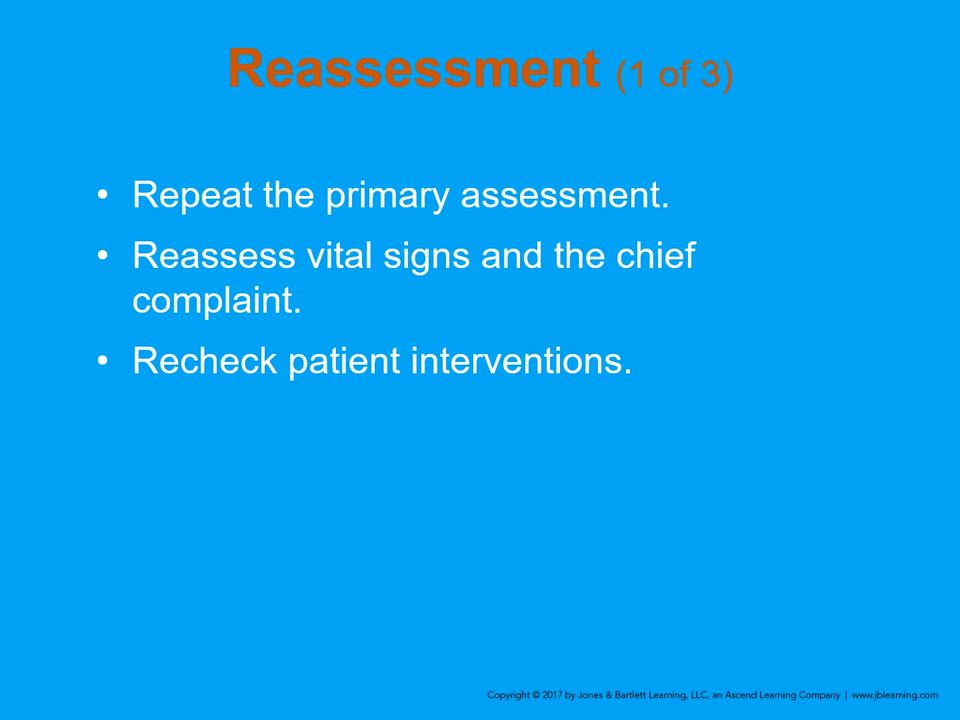 Reassessment (1 of 3)
• Repeat the primary assessment.
• Reassess vital signs and the chief
complaint.
• Recheck patient interventions.
Copyright © 2017 by Jones & Bartlett Learning, LLC, an Ascend Learning Company | www.jblearning.com